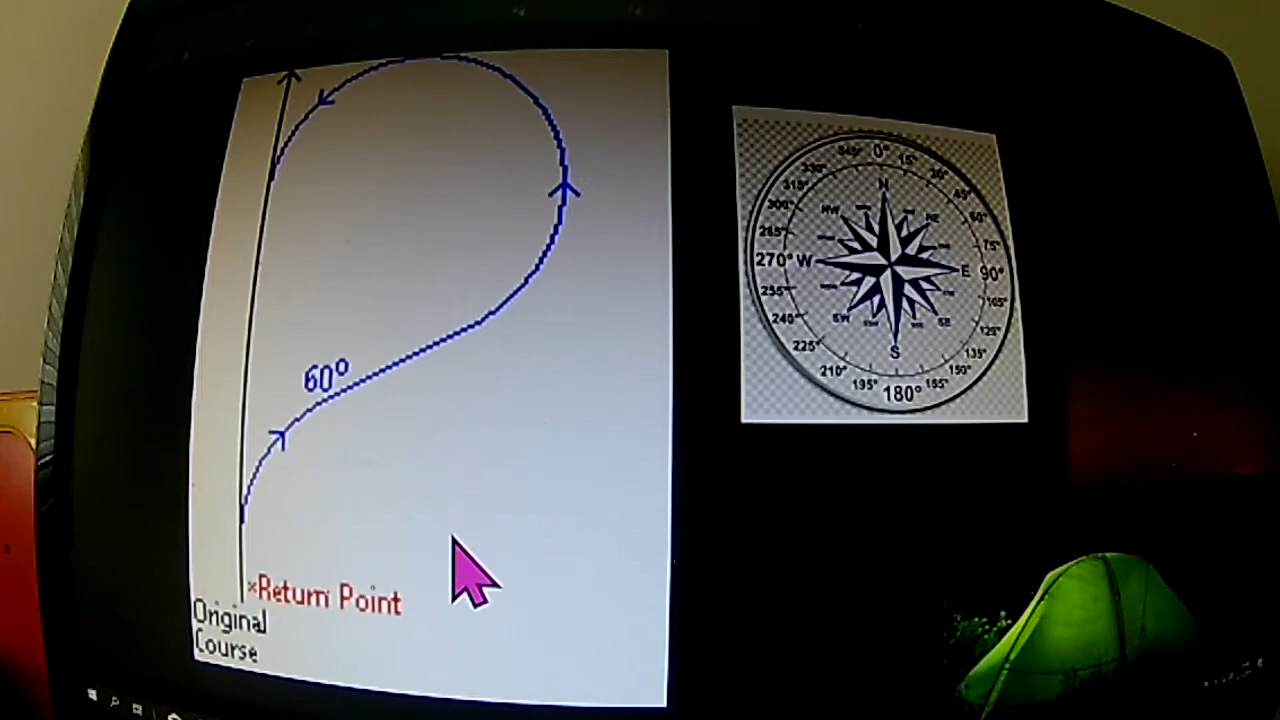 60°
×Return Point
Original
Course
0°
15°
30°
45°
60°
75°
90°
105°
135°
150°
165°
180°
195°
210°
225°
240°
255°
270°
285°
300°
315°
330°
345°
N
NE
E
SE
S
SW
W
NW